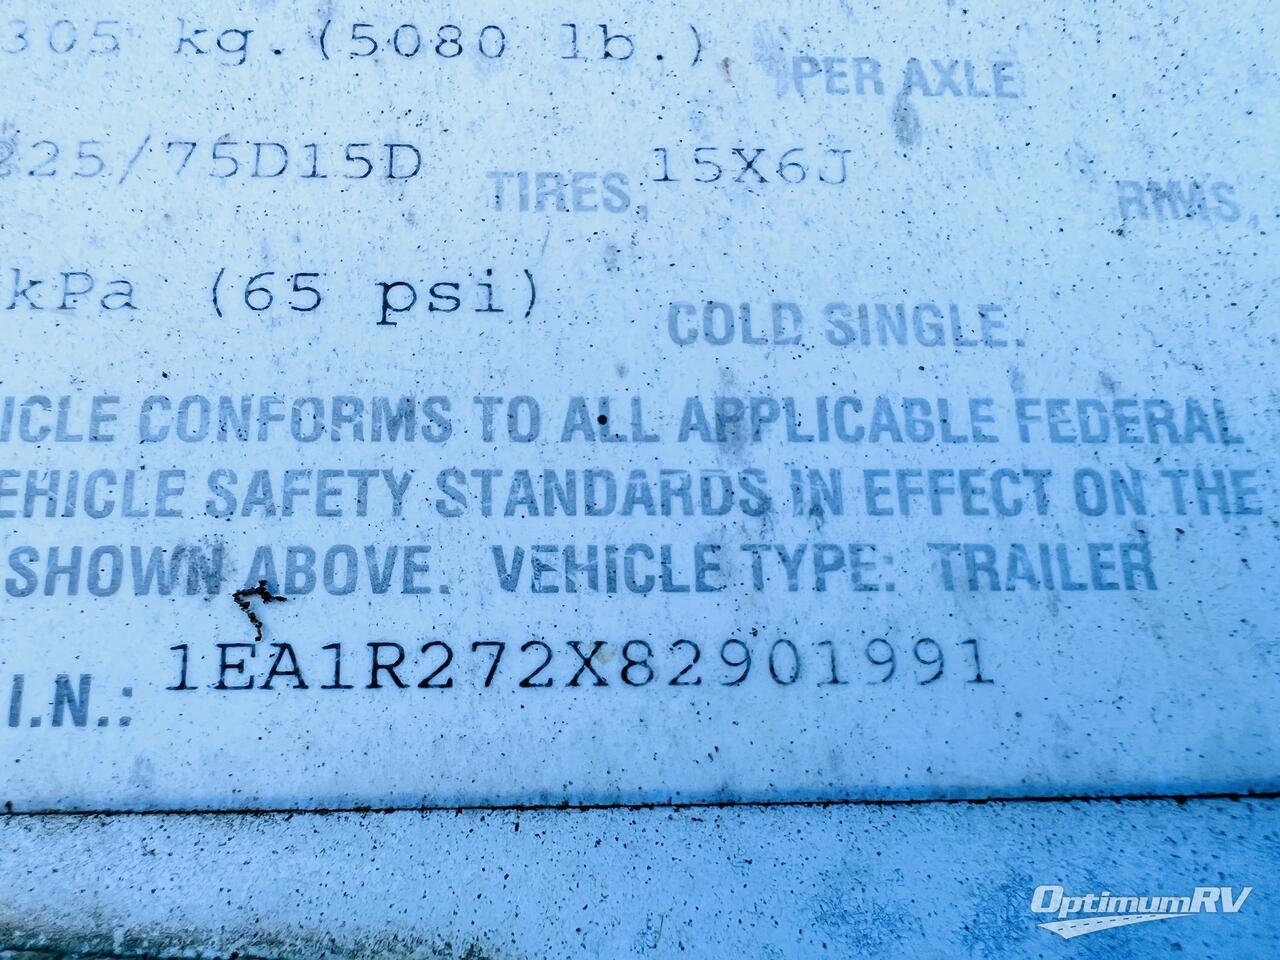 305 kg.(5080 lb.) PER AXLE
225/75D15D TIRES, 15X6J RIMS,
kPa (65 psi) COLD SINGLE.
ICLE CONFORMS TO ALL APPLICABLE FEDERAL
EHICLE SAFETY STANDARDS IN EFFECT ON THE
SHOWN ABOVE. VEHICLE TYPE: TRAILER
I.N.: 1EA1R272X82901991
OptimumRV